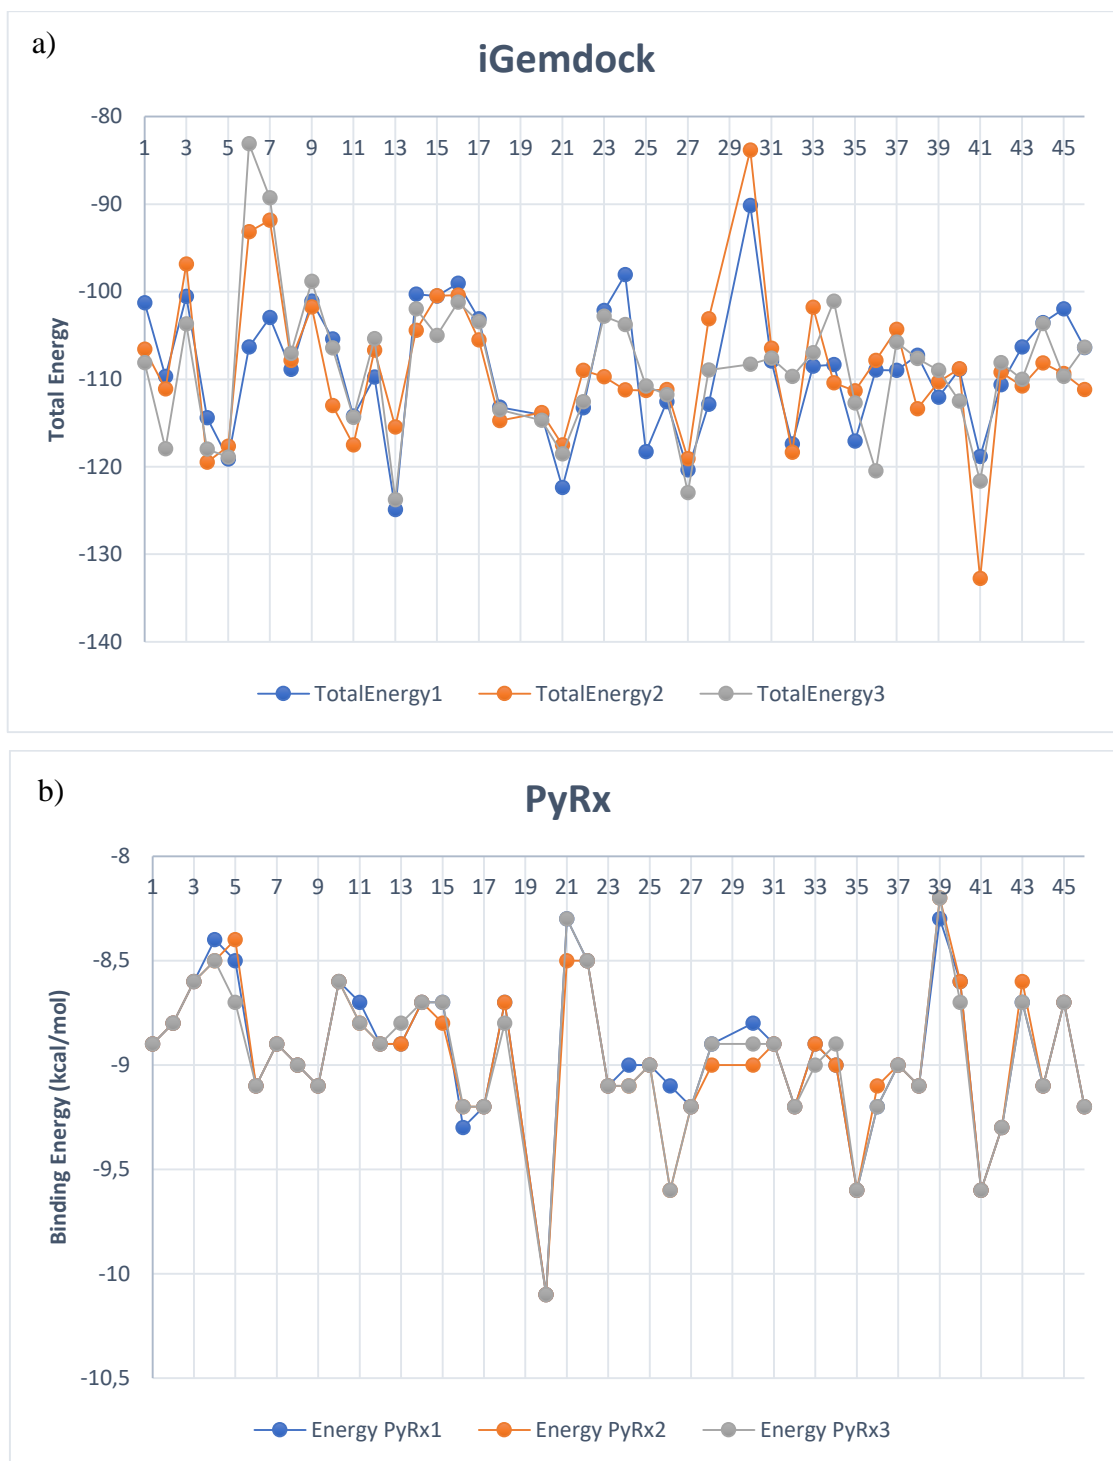 a)
iGemdock
Total Energy
-80
-90
-100
-110
-120
-130
-140
1 3 5 7 9 11 13 15 17 19 21 23 25 27 29 31 33 35 37 39 41 43 45
TotalEnergy1 TotalEnergy2 TotalEnergy3
b)
PyRx
Binding Energy (kcal/mol)
-8
-8,5
-9
-9,5
-10
-10,5
1 3 5 7 9 11 13 15 17 19 21 23 25 27 29 31 33 35 37 39 41 43 45
Energy PyRx1 Energy PyRx2 Energy PyRx3